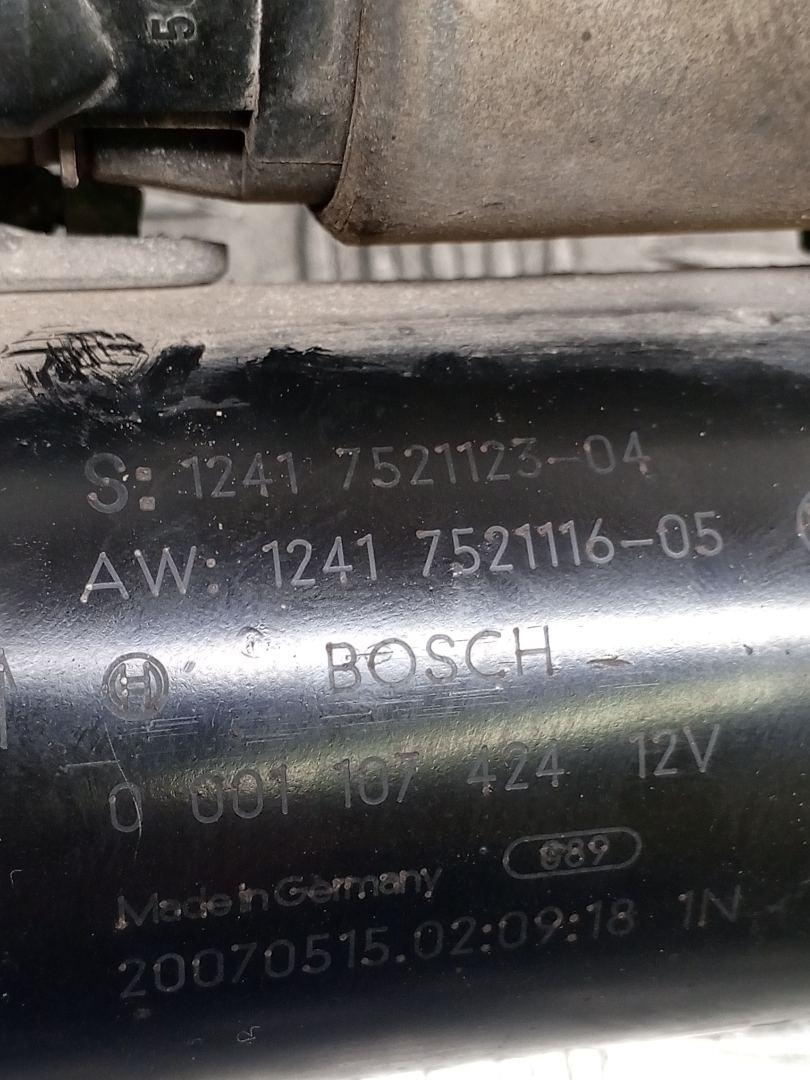 S: 1241 7521123-04
AW: 1241 7521116-05
BOSCH
0 001 107 424 12V
Made in Germany
20070515.02:09:18 1N